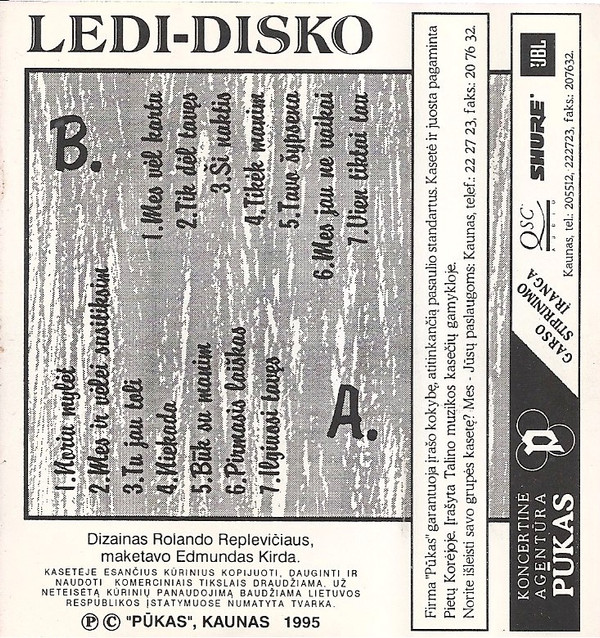 LEDI-DISKO
B.
1.Mes vėl kartu
2.Tik dėl tavęs
3.Ši naktis
4.Tikėk manim
5.Tavo šypsena
6.Mes jau ne vaikai
7.Vien tiktai tau
A.
1.Noriu mylėt
2.Mes ir vėlei susitiksim
3.Tu jau toli
4.Niekada
5.Būk su manim
6.Pirmasis laiškas
7.Ilgiuosi tavęs
Dizainas Rolando Replevičiaus,
maketavo Edmundas Kirda.
KASETĖJE ESANČIUS KŪRINIUS KOPIJUOTI, DAUGINTI IR
NAUDOTI KOMERCINIAIS TIKSLAIS DRAUDŽIAMA. UŽ
NETEISĖTĄ KŪRINIŲ PANAUDOJIMĄ BAUDŽIAMA LIETUVOS
RESPUBLIKOS ĮSTATYMUOSE NUMATYTA TVARKA.
Ⓟ © "PŪKAS", KAUNAS 1995
Firma "Pūkas" garantuoja įrašo kokybę, atitinkančią pasaulio standartus. Kasetė ir juosta pagaminta
Pietų Korėjoje. Įrašyta Talino muzikos kasečių gamykloje.
Norite išleisti savo grupės kasetę? Mes - Jūsų paslaugoms: Kaunas, telef.: 22 27 23, faks.: 20 76 32.
KONCERTINĖ
AGENTŪRA
PŪKAS
p
GARSO
STIPRINIMO
ĮRANGA
QSC
AUDIO
SHURE
JBL
Kaunas, tel.: 205512, 222723, faks.: 207632.